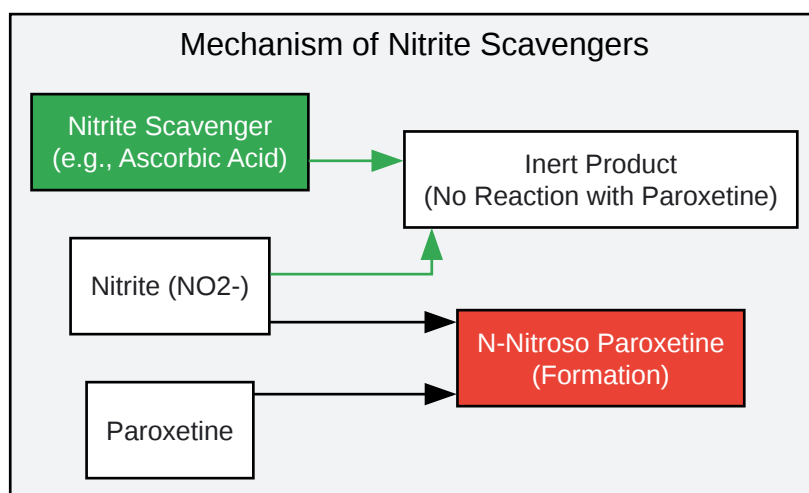 Mechanism of Nitrite Scavengers
Nitrite Scavenger
(e.g., Ascorbic Acid)
Inert Product
(No Reaction with Paroxetine)
Nitrite (NO2-)
N-Nitroso Paroxetine
(Formation)
Paroxetine